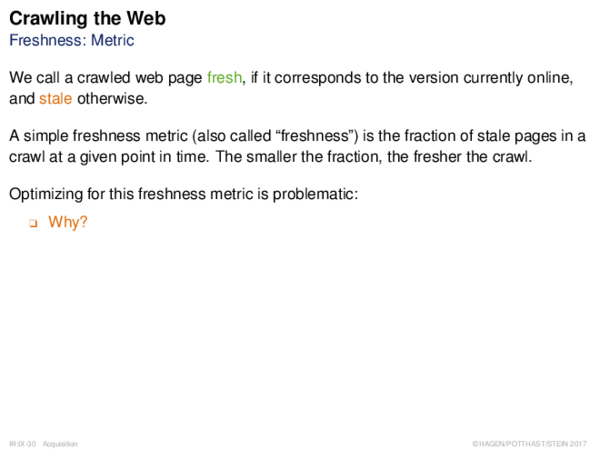 Crawling the Web
Freshness: Metric
We call a crawled web page fresh, if it corresponds to the version currently online,
and stale otherwise.
A simple freshness metric (also called “freshness”) is the fraction of stale pages in a
crawl at a given point in time. The smaller the fraction, the fresher the crawl.
Optimizing for this freshness metric is problematic:
❑ Why?
IR:IX-30 Acquisition ©HAGEN/POTTHAST/STEIN 2017